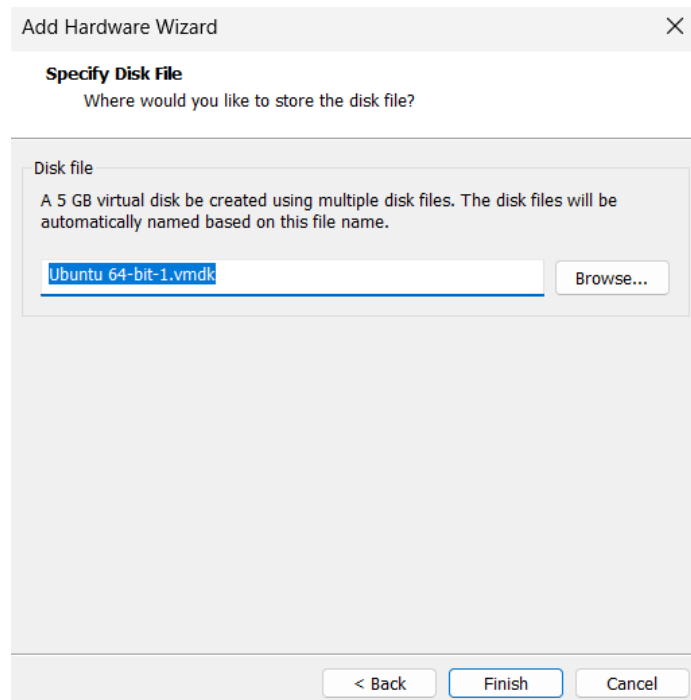 Add Hardware Wizard
Specify Disk File
Where would you like to store the disk file?
Disk file
A 5 GB virtual disk be created using multiple disk files. The disk files will be
automatically named based on this file name.
Ubuntu 64-bit-1.vmdk
Browse...
< Back
Finish
Cancel